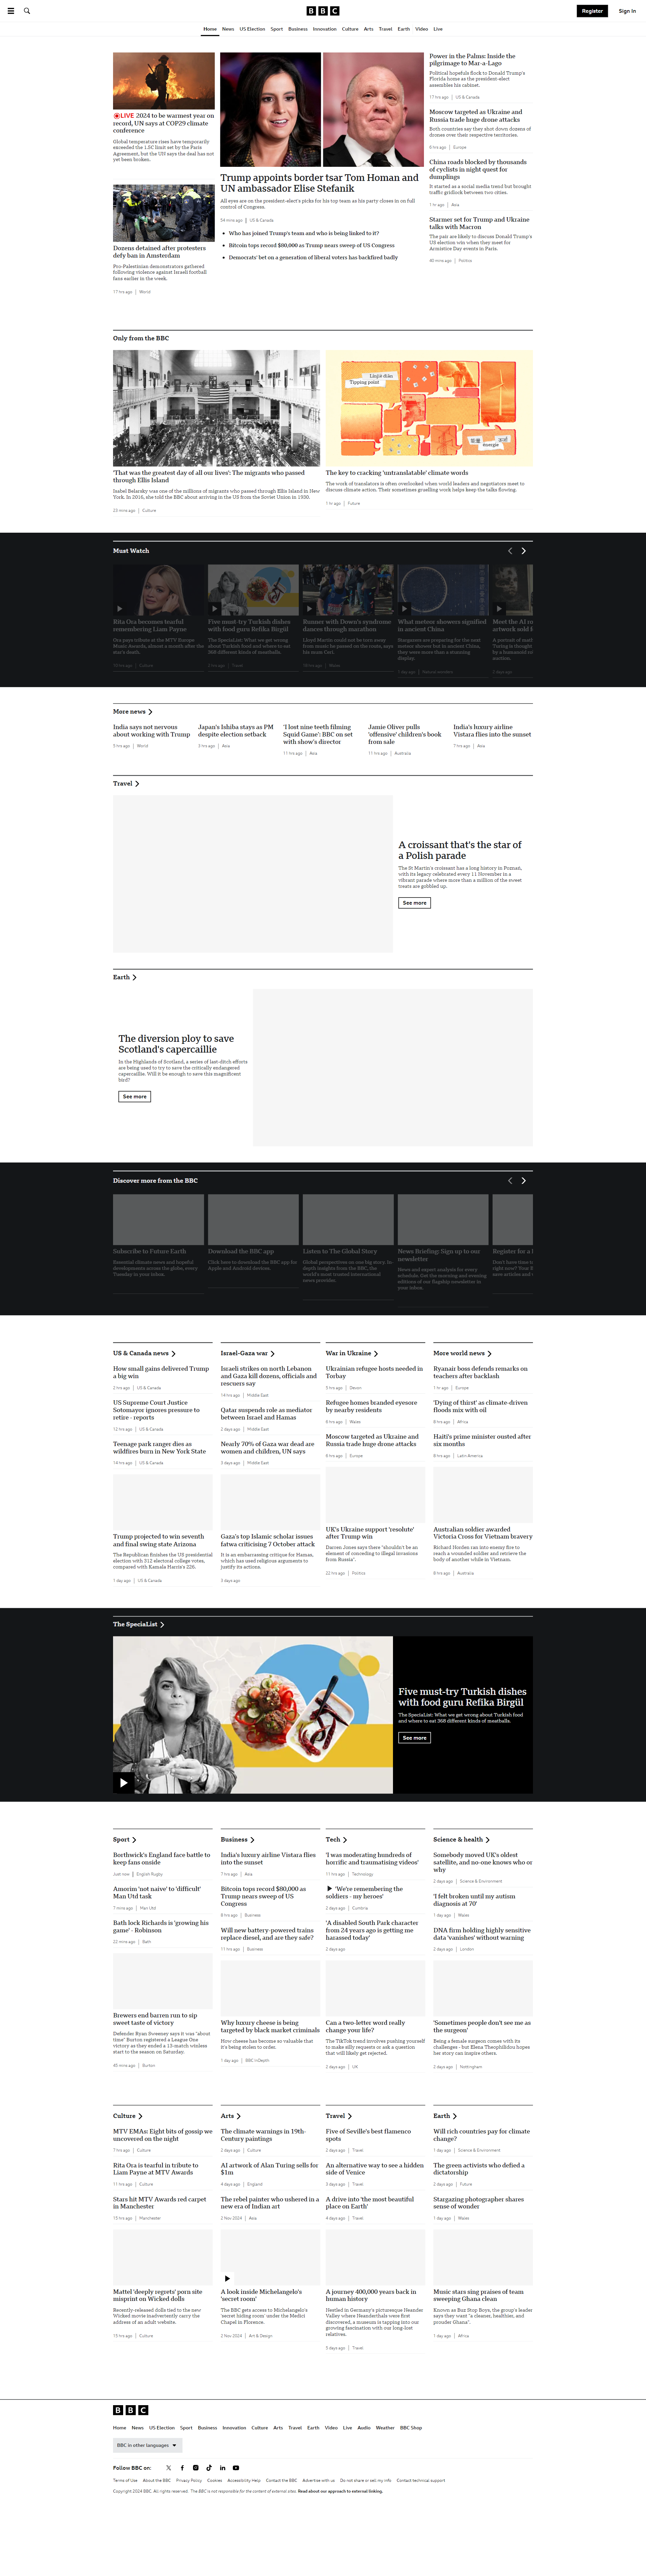 BBC
Register
Sign In
Home News US Election Sport Business Innovation Culture Arts Travel Earth Video Live
LIVE 2024 to be warmest year on
record, UN says at COP29 climate
conference
Global temperature rises have temporarily
exceeded the 1.5C limit set by the Paris
Agreement, but the UN says the deal has not
yet been broken.
Dozens detained after protesters
defy ban in Amsterdam
Pro-Palestinian demonstrators gathered
following violence against Israeli football
fans earlier in the week.
17 hrs ago | World
Trump appoints border tsar Tom Homan and
UN ambassador Elise Stefanik
All eyes are on the president-elect's picks for his top team as his party closes in on full
control of Congress.
54 mins ago | US & Canada
Who has joined Trump's team and who is being linked to it?
Bitcoin tops record $80,000 as Trump nears sweep of US Congress
Democrats' bet on a generation of liberal voters has backfired badly
Power in the Palms: Inside the
pilgrimage to Mar-a-Lago
Political hopefuls flock to Donald Trump's
Florida home as the president-elect
assembles his cabinet.
17 hrs ago | US & Canada
Moscow targeted as Ukraine and
Russia trade huge drone attacks
Both countries say they shot down dozens of
drones over their respective territories.
6 hrs ago | Europe
China roads blocked by thousands
of cyclists in night quest for
dumplings
It started as a social media trend but brought
traffic gridlock between two cities.
1 hr ago | Asia
Starmer set for Trump and Ukraine
talks with Macron
The pair are likely to discuss Donald Trump's
US election win when they meet for
Armistice Day events in Paris.
40 mins ago | Politics
Only from the BBC
'That was the greatest day of all our lives': The migrants who passed
through Ellis Island
Isabel Belarsky was one of the millions of migrants who passed through Ellis Island in New
York. In 2014, she told the BBC about arriving in the US from the Soviet Union in 1930.
23 mins ago | Culture
Linjiè diǎn
Tipping point
The key to cracking 'untranslatable' climate words
The work of translators is often overlooked when world leaders and negotiators meet to
discuss climate action. Their sometimes gruelling work helps keep the talks flowing.
1 hr ago | Future
Must Watch
Rita Ora becomes tearful
remembering Liam Payne
Ora pays tribute at the MTV Europe
Music Awards, almost a month after the
star's death.
Five must-try Turkish dishes
with food guru Refika Birgül
The SpeciaList: What we get wrong
about Turkish food and where to eat
368 different kinds of meatballs.
Runner with Down's syndrome
dances through marathon
Lloyd Martin could not be torn away
from music he passed on the route, says
his mum Ceri.
What meteor showers signified
in ancient China
Stargazers are preparing for the next
meteor shower but in ancient China,
they were more than a stunning
display.
More news
India says not nervous
about working with Trump
5 hrs ago | World
Japan's Ishiba stays as PM
despite election setback
3 hrs ago | Asia
'I lost nine teeth filming
Squid Game': BBC on set
with show's director
11 hrs ago | Asia
Jamie Oliver pulls
'offensive' children's book
from sale
11 hrs ago | Australia
India's luxury airline
Vistara flies into the sunset
7 hrs ago | Asia
Travel
A croissant that's the star of
a Polish parade
The St Martin's croissant has a long history in Poznań,
with its legacy celebrated every 11 November in a
vibrant parade where more than a million of the sweet
treats are gobbled up.
See more
Earth
The diversion ploy to save
Scotland's capercaillie
In the Highlands of Scotland, a series of last-ditch efforts
are being used to try to save the critically endangered
capercaillie. Will it be enough to save the magnificent
bird?
See more
Discover more from the BBC
Subscribe to Future Earth
Essential climate news and hopeful
developments across the globe, every
Tuesday in your inbox.
Download the BBC app
Click here to download the BBC app for
Apple and Android devices.
Listen to The Global Story
Global perspectives on one big story. In-
depth insights from the BBC, the
world's most trusted international
news provider.
News Briefing: Sign up to our
newsletter
News and expert analysis for every
schedule. Get the morning and evening
editions of our flagship newsletter in
your inbox.
US & Canada news
How small gains delivered Trump
a big win
2 hrs ago | US & Canada
US Supreme Court Justice
Sotomayor ignores pressure to
retire - reports
12 hrs ago | US & Canada
Teenage park ranger dies as
wildfires burn in New York State
14 hrs ago | US & Canada
Trump projected to win seventh
and final swing state Arizona
The Republican finishes the US presidential
election with 312 electoral college votes,
compared with Kamala Harris's 226.
1 day ago | US & Canada
Israel-Gaza war
Israeli strikes on north Lebanon
and Gaza kill dozens, officials and
rescuers say
14 hrs ago | Middle East
Qatar suspends role as mediator
between Israel and Hamas
2 days ago | Middle East
Nearly 70% of Gaza war dead are
women and children, UN says
3 days ago | Middle East
Gaza's top Islamic scholar issues
fatwa criticising 7 October attack
It is an embarrassing critique for Hamas,
which has used religious arguments to
justify its actions.
3 days ago
War in Ukraine
Ukrainian refugee hosts needed in
Torbay
5 hrs ago | Devon
Refugee homes branded eyesore
by nearby residents
6 hrs ago | Wales
Moscow targeted as Ukraine and
Russia trade huge drone attacks
6 hrs ago | Europe
UK's Ukraine support 'resolute'
after Trump win
Darren Jones says there "shouldn't be an
element of conceding to illegal invasions
from Russia".
22 hrs ago | Politics
More world news
Ryanair boss defends remarks on
teachers after backlash
1 hr ago | Europe
'Dying of thirst' as climate-driven
floods mix with oil
8 hrs ago | Africa
Haiti's prime minister ousted after
six months
8 hrs ago | Latin America
Australian soldier awarded
Victoria Cross for Vietnam bravery
Richard Norden ran into enemy fire to
reach a wounded soldier and retrieve the
body of another while in Vietnam.
8 hrs ago | Australia
The SpeciaList
Five must-try Turkish dishes
with food guru Refika Birgül
The SpeciaList: What we get wrong about Turkish food
and where to eat 368 different kinds of meatballs.
See more
Sport
Borthwick's England face battle to
keep fans onside
Just now | English Rugby
Amorim 'not naive' to 'difficult'
Man Utd task
7 mins ago | Man Utd
Bath lock Richards is 'growing his
game' - Robinson
22 mins ago | Bath
Brewers end barren run to sip
sweet taste of victory
Defender Ryan Sweeney says it was "about
time" Burton registered a League One
victory as they ended a 13-match winless
start to the season on Saturday.
45 mins ago | Burton
Business
India's luxury airline Vistara flies
into the sunset
7 hrs ago | Asia
Bitcoin tops record $80,000 as
Trump nears sweep of US
Congress
8 hrs ago | Business
Will new battery-powered trains
replace diesel, and are they safe?
11 hrs ago | Business
Why luxury cheese is being
targeted by black market criminals
How cheese has become so valuable that
it's being stolen to order.
1 day ago | BBC InDepth
Tech
'I was moderating hundreds of
horrific and traumatising videos'
11 hrs ago | Technology
'We're remembering the
soldiers - my heroes'
2 days ago | Cumbria
'A disabled South Park character
from 24 years ago is getting me
harassed today'
2 days ago
Can a two-letter word really
change your life?
The TikTok trend involves pushing yourself
to make silly requests or ask a question
that will likely get rejected.
2 days ago | UK
Science & health
Somebody moved UK's oldest
satellite, and no-one knows who or
why
2 days ago | Science & Environment
'I felt broken until my autism
diagnosis at 70'
1 day ago | Wales
DNA firm holding highly sensitive
data 'vanishes' without warning
2 days ago | London
'Sometimes people don't see me as
the surgeon'
Being a female surgeon comes with its
challenges - but Elena Theophilidou hopes
her story can inspire others.
2 days ago | Nottingham
Culture
MTV EMAs: Eight bits of gossip we
uncovered on the night
7 hrs ago | Culture
Rita Ora is tearful in tribute to
Liam Payne at MTV Awards
11 hrs ago | Culture
Stars hit MTV Awards red carpet
in Manchester
15 hrs ago | Manchester
Mattel 'deeply regrets' porn site
misprint on Wicked dolls
Recently-released dolls tied to the new
Wicked movie inadvertently carry the
address of an adult website.
15 hrs ago | Culture
Arts
The climate warnings in 19th-
Century paintings
2 days ago | Culture
AI artwork of Alan Turing sells for
$1m
4 days ago | England
The rebel painter who ushered in a
new era of Indian art
2 Nov 2024 | Asia
A look inside Michelangelo's
'secret room'
The BBC gets access to Michelangelo's
'secret hiding room' under the Medici
Chapel in Florence.
2 Nov 2024 | Art & Design
Travel
Five of Seville's best flamenco
spots
2 days ago | Travel
An alternative way to see a hidden
side of Venice
3 days ago | Travel
A drive into 'the most beautiful
place on Earth'
4 days ago | Travel
A journey 400,000 years back in
human history
Nestled in Germany's picturesque Neander
Valley where Neanderthals were first
discovered, a museum is tapping into our
growing fascination with our long-lost
relatives.
5 days ago | Travel
Earth
Will rich countries pay for climate
change?
1 day ago | Science & Environment
The green activists who defied a
dictatorship
2 days ago | Future
Stargazing photographer shares
sense of wonder
1 day ago | Wales
Music stars sing praises of team
sweeping Ghana clean
Known as Buz Stop Boys, the group's leader
says they want "a cleaner, healthier, and
prouder Ghana".
1 day ago | Africa
BBC
Home News US Election Sport Business Innovation Culture Arts Travel Earth Video Live Audio Weather BBC Shop
BBC in other languages
Follow BBC on:
Terms of Use About the BBC Privacy Policy Cookies Accessibility Help Contact the BBC Advertise with us Do not share or sell my info Contact technical support
Copyright 2024 BBC. All rights reserved. The BBC is not responsible for the content of external sites. Read about our approach to external linking.